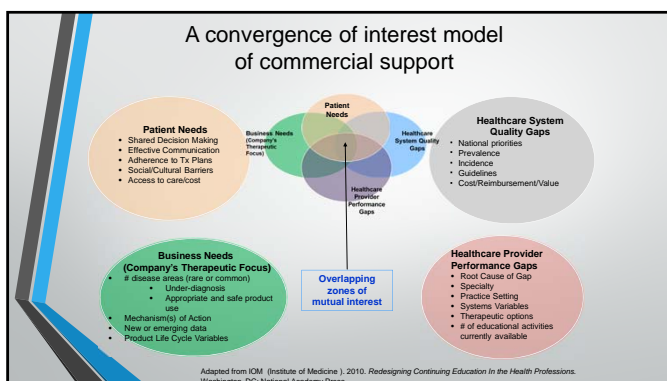 A convergence of interest model
of commercial support
Patient Needs
• Shared Decision Making
• Effective Communication
• Adherence to Tx Plans
• Social/Cultural Barriers
• Access to care/cost
Patient
Needs
Business Needs
(Company's
Therapeutic
Focus)
Healthcare
System Quality
Gaps
Healthcare
Provider
Performance
Gaps
Healthcare System
Quality Gaps
• National priorities
• Prevalence
• Incidence
• Guidelines
• Cost/Reimbursement/Value
Business Needs
(Company's Therapeutic Focus)
• # disease areas (rare or common)
• Under-diagnosis
• Appropriate and safe product
use
• Mechanism(s) of Action
• New or emerging data
• Product Life Cycle Variables
Overlapping
zones of
mutual interest
Healthcare Provider
Performance Gaps
• Root Cause of Gap
• Specialty
• Practice Setting
• Systems Variables
• Therapeutic options
• # of educational activities
currently available
Adapted from IOM (Institute of Medicine ). 2010. Redesigning Continuing Education In the Health Professions.
Washington, DC: National Academy Press